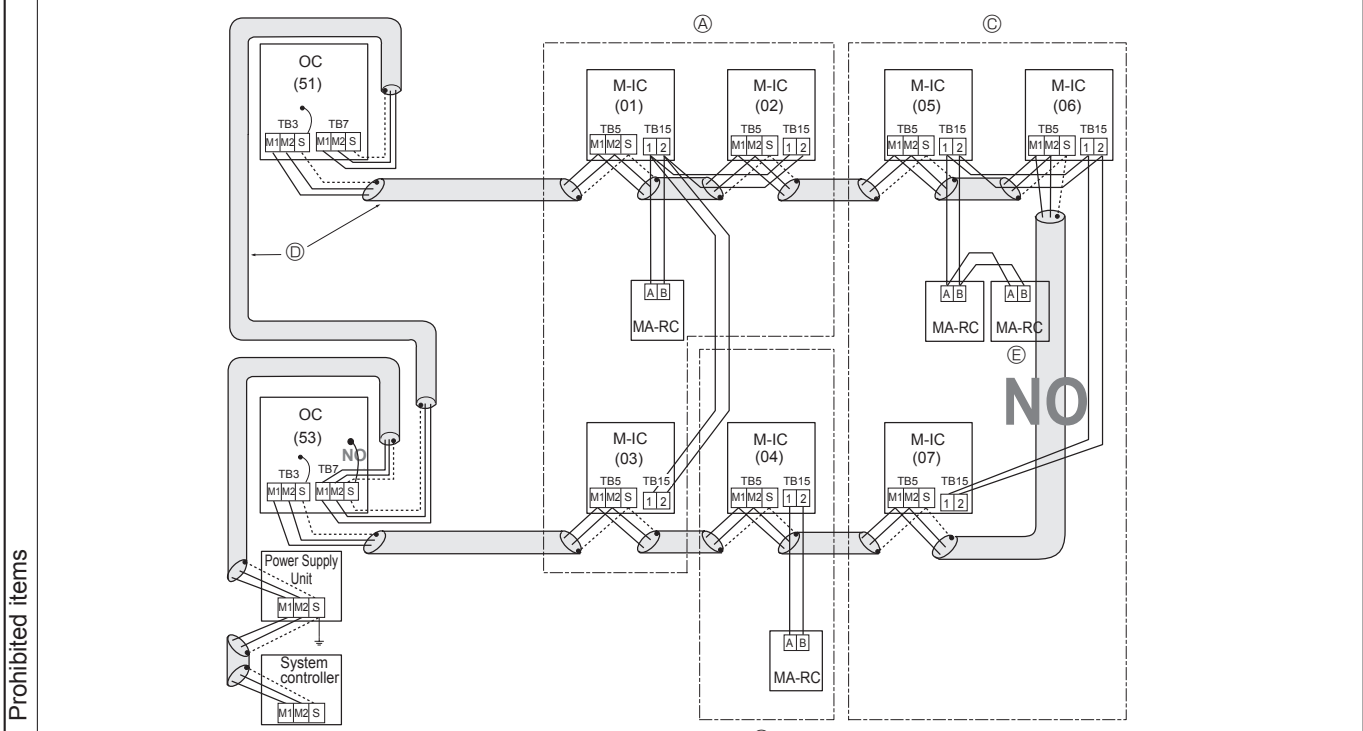 Prohibited items
Ⓐ
Ⓒ
OC
(51)
TB3
TB7
M1 M2 S
M1 M2 S
M-IC
(01)
TB5
TB15
M1 M2 S
1 2
M-IC
(02)
TB5
TB15
M1 M2 S
1 2
M-IC
(05)
TB5
TB15
M1 M2 S
1 2
M-IC
(06)
TB5
TB15
M1 M2 S
1 2
Ⓓ
A B
MA-RC
A B
MA-RC
A B
MA-RC
Ⓔ
NO
OC
(53)
NO
TB3
TB7
M1 M2 S
M1 M2 S
M-IC
(03)
TB5
TB15
M1 M2 S
1 2
M-IC
(04)
TB5
TB15
M1 M2 S
1 2
M-IC
(07)
TB5
TB15
M1 M2 S
1 2
Power Supply
Unit
M1 M2 S
System
controller
M1 M2 S
A B
MA-RC